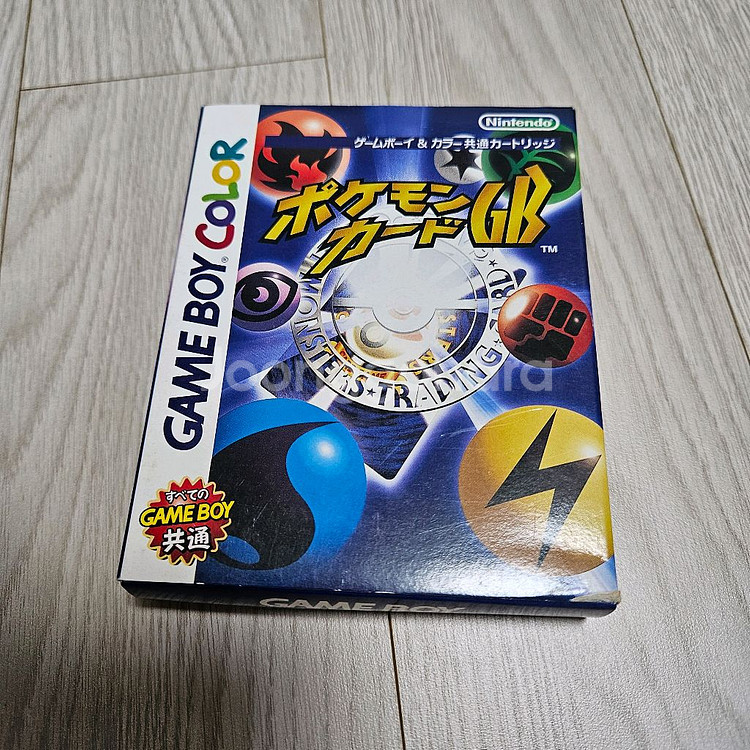 Nintendo
ゲームボーイ&カラー共通カートリッジ
ポケモン
カードGB
TM
GAME BOY COLOR
MONSTERS★TRADING
すべての
GAME BOY
共通
GAME BOY